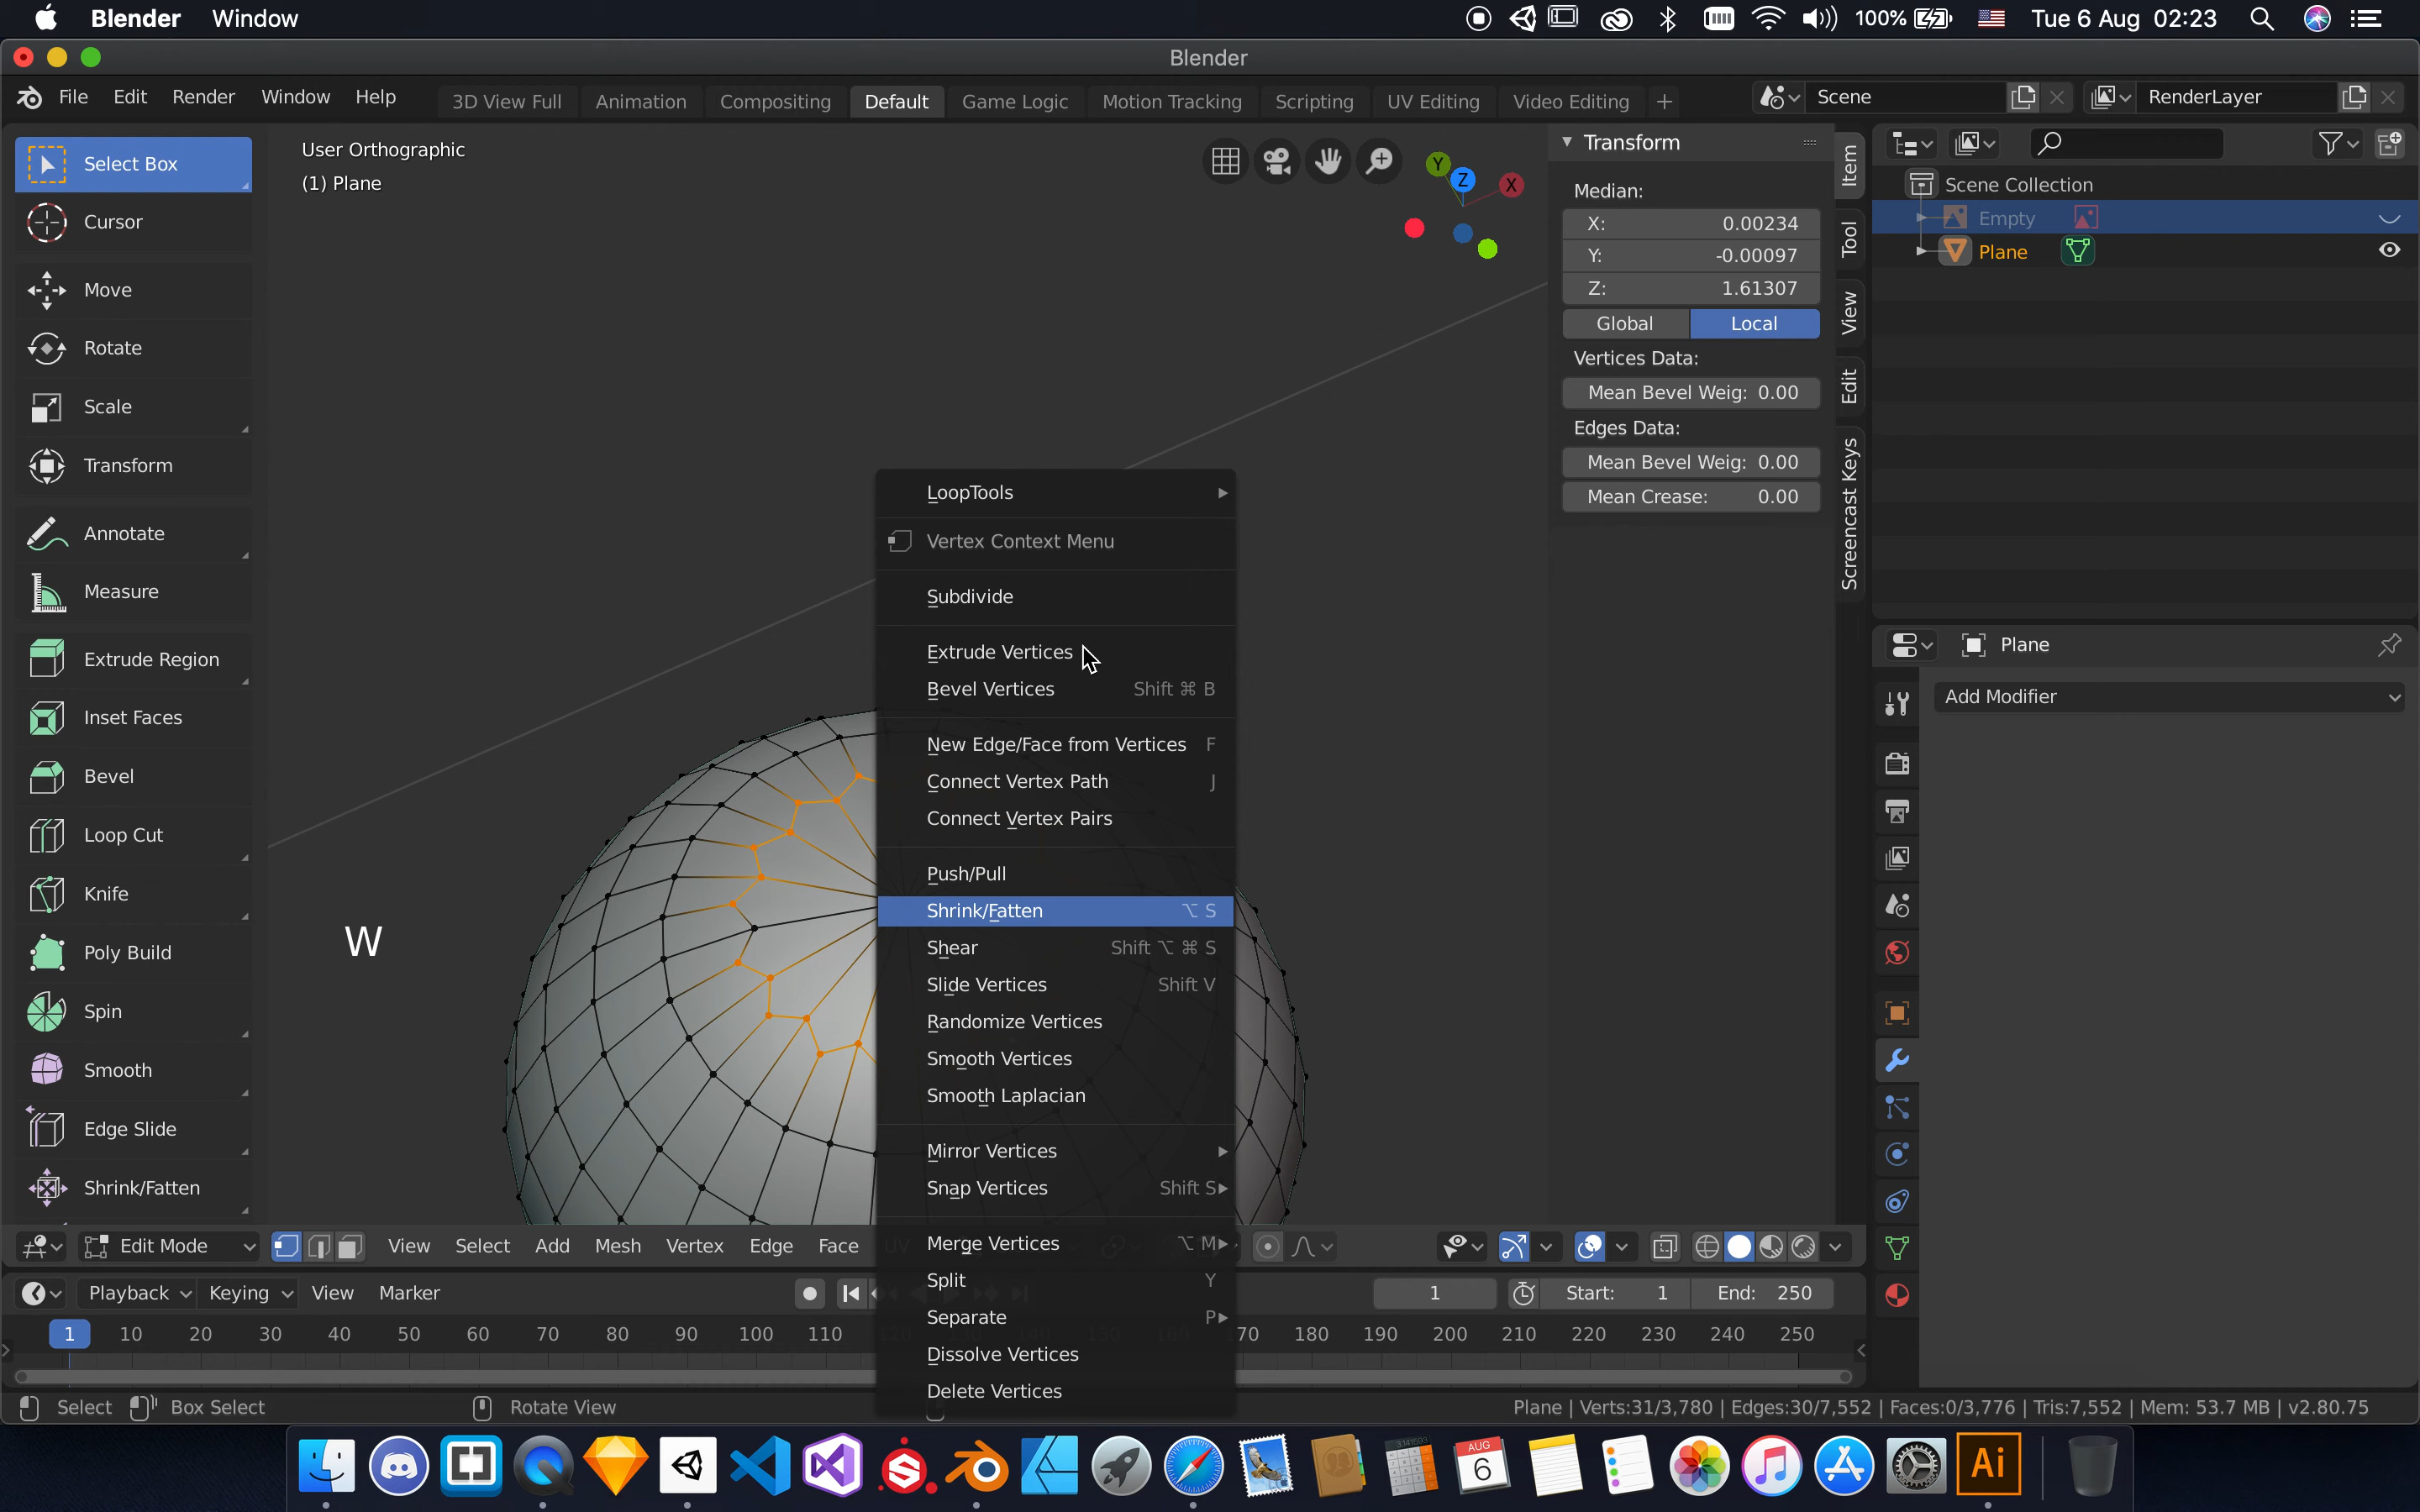 Blender Window 100% Tue 6 Aug 02:23
Blender
File Edit Render Window Help 3D View Full Animation Compositing Default Game Logic Motion Tracking Scripting UV Editing Video Editing + Scene RenderLayer
Select Box
Cursor
Move
Rotate
Scale
Transform
Annotate
Measure
Extrude Region
Inset Faces
Bevel
Loop Cut
Knife
Poly Build
Spin
Smooth
Edge Slide
Shrink/Fatten
User Orthographic
(1) Plane
Y Z X
W
LoopTools
Vertex Context Menu
Subdivide
Extrude Vertices
Bevel Vertices Shift ⌘ B
New Edge/Face from Vertices F
Connect Vertex Path J
Connect Vertex Pairs
Push/Pull
Shrink/Fatten ⌥ S
Shear Shift ⌥ ⌘ S
Slide Vertices Shift V
Randomize Vertices
Smooth Vertices
Smooth Laplacian
Mirror Vertices
Snap Vertices Shift S
Merge Vertices ⌥ M
Split Y
Separate P
Dissolve Vertices
Delete Vertices
Transform
Median:
X: 0.00234
Y: -0.00097
Z: 1.61307
Global Local
Vertices Data:
Mean Bevel Weig: 0.00
Edges Data:
Mean Bevel Weig: 0.00
Mean Crease: 0.00
Item
Tool
View
Edit
Screencast Keys
Scene Collection
Empty
Plane
Plane
Add Modifier
Edit Mode View Select Add Mesh Vertex Edge Face
Playback Keying View Marker 1 Start: 1 End: 250
1 10 20 30 40 50 60 70 80 90 100 110 70 180 190 200 210 220 230 240 250
Select Box Select Rotate View Plane | Verts:31/3,780 | Edges:30/7,552 | Faces:0/3,776 | Tris:7,552 | Mem: 53.7 MB | v2.80.75
AUG
6
Ai